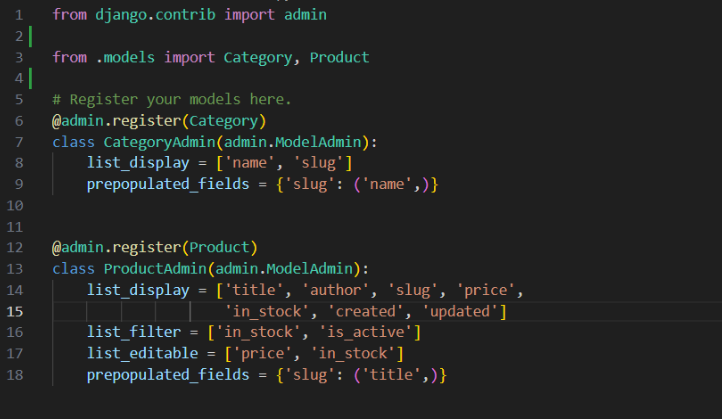 1 from django.contrib import admin
2
3 from .models import Category, Product
4
5 # Register your models here.
6 @admin.register(Category)
7 class CategoryAdmin(admin.ModelAdmin):
8     list_display = ['name', 'slug']
9     prepopulated_fields = {'slug': ('name',)}
10
11
12 @admin.register(Product)
13 class ProductAdmin(admin.ModelAdmin):
14     list_display = ['title', 'author', 'slug', 'price',
15                     'in_stock', 'created', 'updated']
16     list_filter = ['in_stock', 'is_active']
17     list_editable = ['price', 'in_stock']
18     prepopulated_fields = {'slug': ('title',)}